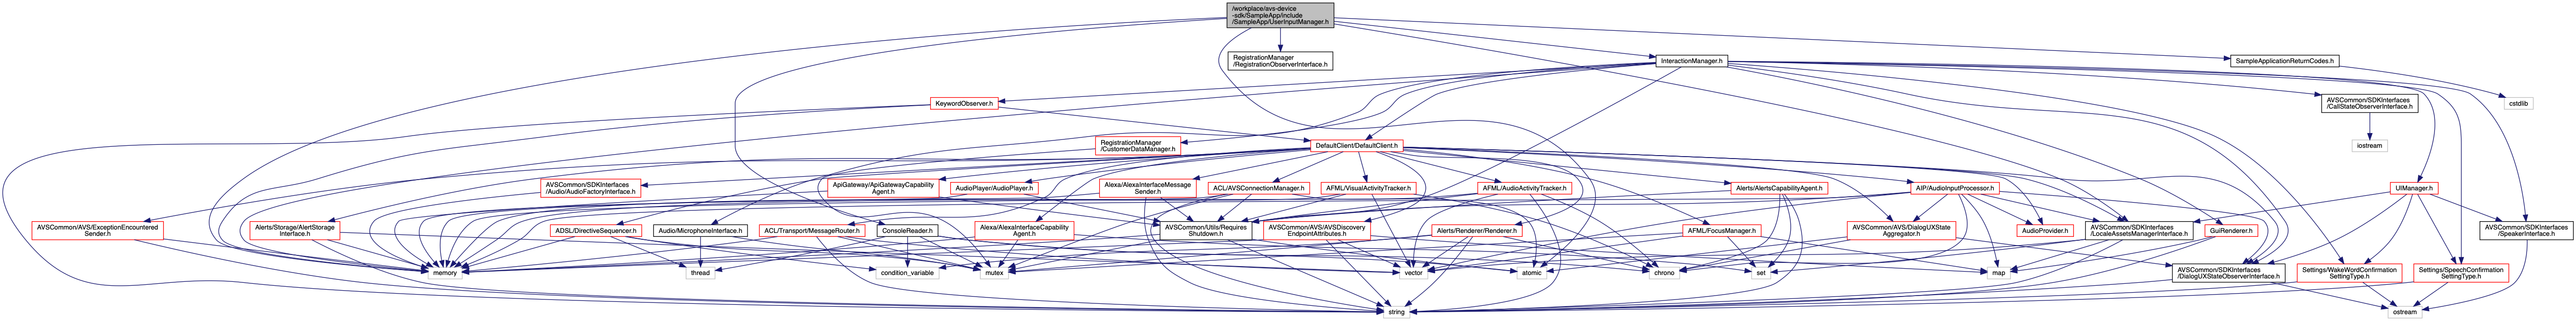 /workplace/avs-device
-sdk/SampleApp/include
/SampleApp/UserInputManager.h
RegistrationManager
/RegistrationObserverInterface.h
InteractionManager.h
SampleApplicationReturnCodes.h
KeywordObserver.h
AVSCommon/SDKInterfaces
/CallStateObserverInterface.h
cstdlib
RegistrationManager
/CustomerDataManager.h
DefaultClient/DefaultClient.h
iostream
AVSCommon/SDKInterfaces
/Audio/AudioFactoryInterface.h
ApiGateway/ApiGatewayCapability
Agent.h
AudioPlayer/AudioPlayer.h
Alexa/AlexaInterfaceMessage
Sender.h
ACL/AVSConnectionManager.h
AFML/VisualActivityTracker.h
AFML/AudioActivityTracker.h
Alerts/AlertsCapabilityAgent.h
AIP/AudioInputProcessor.h
UIManager.h
AVSCommon/AVS/ExceptionEncountered
Sender.h
Alerts/Storage/AlertStorage
Interface.h
ADSL/DirectiveSequencer.h
Audio/MicrophoneInterface.h
ACL/Transport/MessageRouter.h
ConsoleReader.h
Alexa/AlexaInterfaceCapability
Agent.h
AVSCommon/Utils/Requires
Shutdown.h
AVSCommon/AVS/AVSDiscovery
EndpointAttributes.h
Alerts/Renderer/Renderer.h
AFML/FocusManager.h
AVSCommon/AVS/DialogUXState
Aggregator.h
AudioProvider.h
AVSCommon/SDKInterfaces
/LocaleAssetsManagerInterface.h
GuiRenderer.h
AVSCommon/SDKInterfaces
/SpeakerInterface.h
memory
thread
condition_variable
mutex
vector
atomic
chrono
set
map
AVSCommon/SDKInterfaces
/DialogUXStateObserverInterface.h
Settings/WakeWordConfirmation
SettingType.h
Settings/SpeechConfirmation
SettingType.h
string
ostream